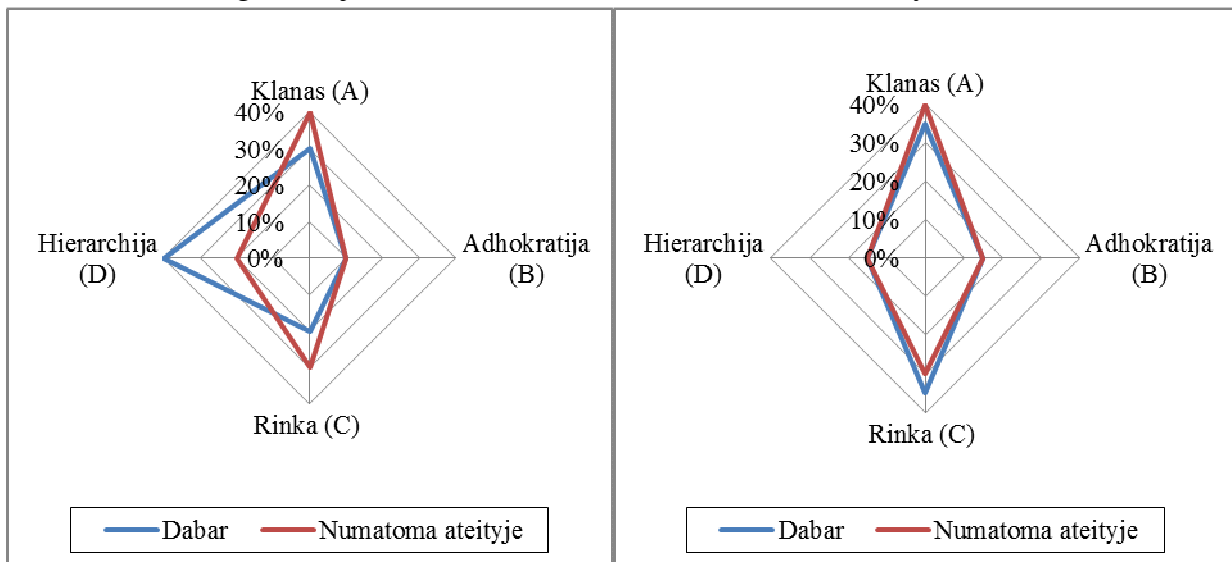 Klanas (A)
40%
30%
20%
10%
0%
Hierarchija
(D)
Adhokratija
(B)
Rinka (C)
Dabar
Numatoma ateityje
Klanas (A)
40%
30%
20%
10%
0%
Hierarchija
(D)
Adhokratija
(B)
Rinka (C)
Dabar
Numatoma ateityje